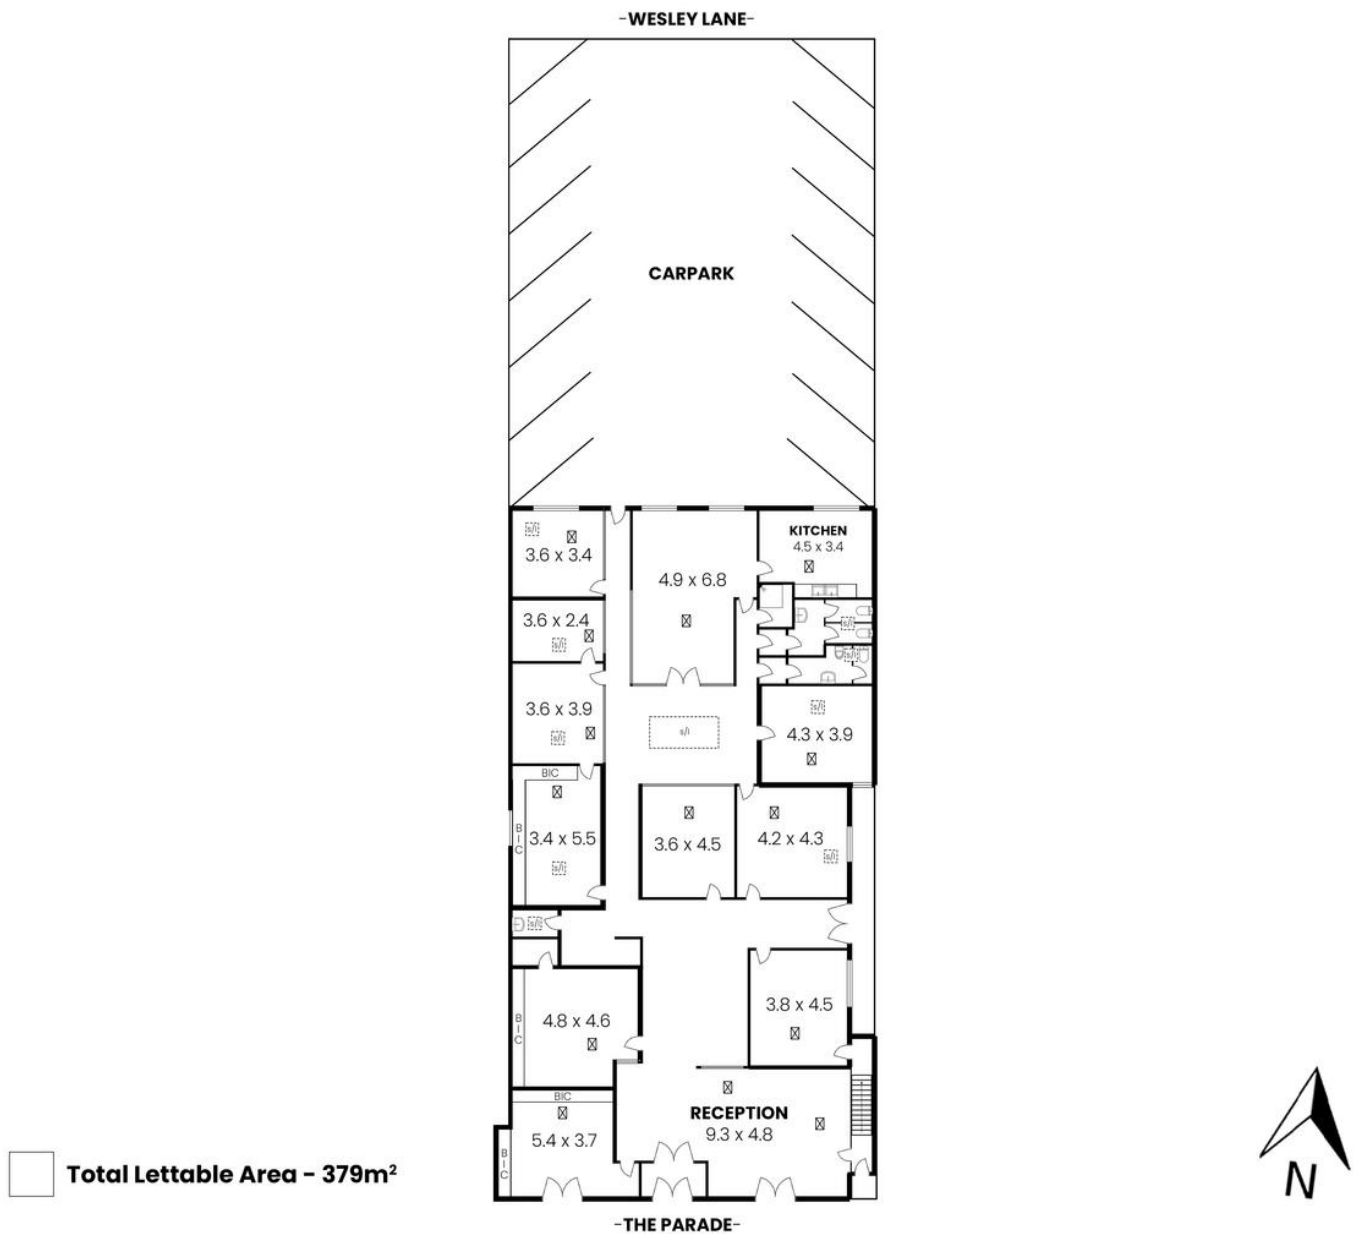 -WESLEY LANE-
CARPARK
s/l
3.6 x 3.4
KITCHEN
4.5 x 3.4
4.9 x 6.8
3.6 x 2.4
s/l
s/l
s/l
3.6 x 3.9
s/l
s/l
s/l
4.3 x 3.9
BIC
BIC
3.4 x 5.5
s/l
3.6 x 4.5
4.2 x 4.3
s/l
s/l
BIC
4.8 x 4.6
3.8 x 4.5
BIC
BIC
5.4 x 3.7
RECEPTION
9.3 x 4.8
Total Lettable Area - 379m²
N
-THE PARADE-